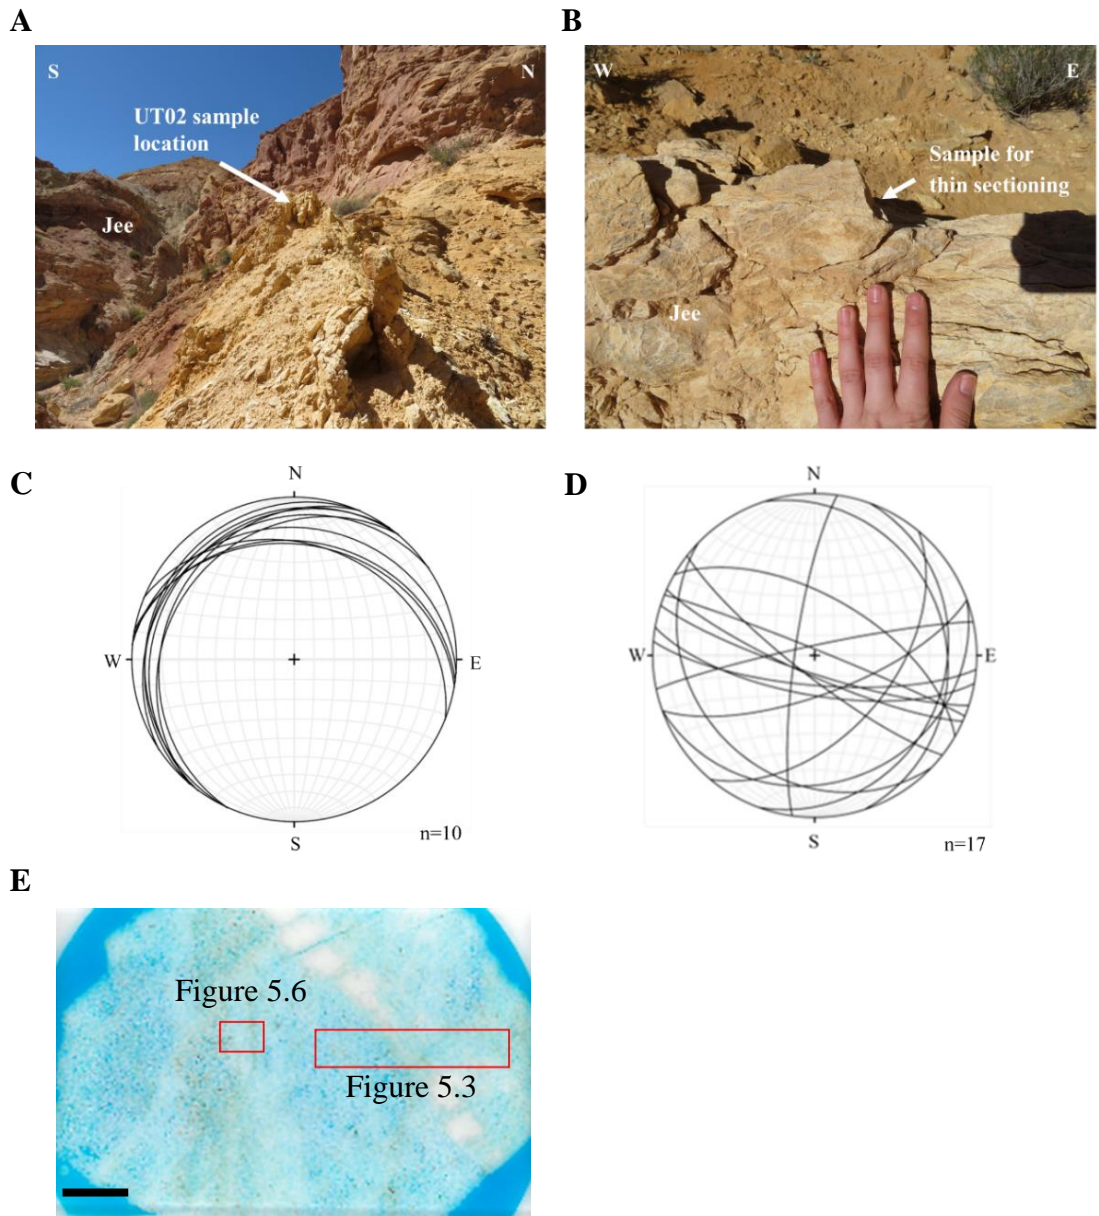 A
B
S
N
UT02 sample
location
Jee
W
E
Sample for
thin sectioning
Jee
C
D
N
W
E
S
n=10
N
W
E
S
n=17
E
Figure 5.6
Figure 5.3